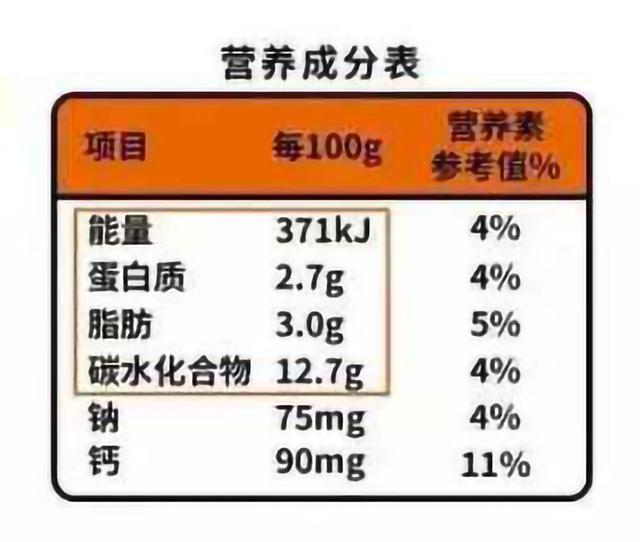 营养成分表
项目 每100g 营养素参考值%
能量 371kJ 4%
蛋白质 2.7g 4%
脂肪 3.0g 5%
碳水化合物 12.7g 4%
钠 75mg 4%
钙 90mg 11%